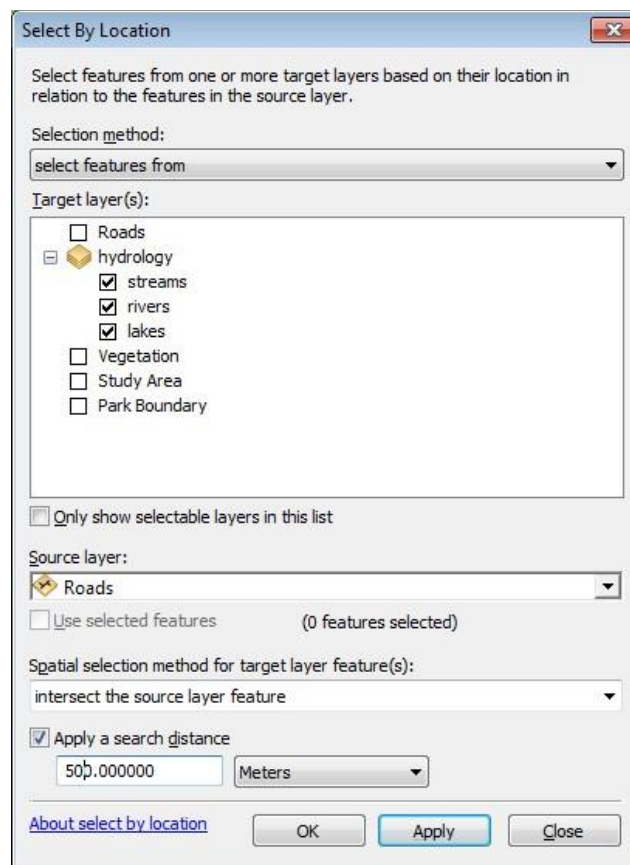 Select By Location
Select features from one or more target layers based on their location in
relation to the features in the source layer.
Selection method:
select features from
Target layer(s):
Roads
hydrology
streams
rivers
lakes
Vegetation
Study Area
Park Boundary
Only show selectable layers in this list
Source layer:
Roads
Use selected features (0 features selected)
Spatial selection method for target layer feature(s):
intersect the source layer feature
Apply a search distance
500.000000 Meters
About select by location OK Apply Close